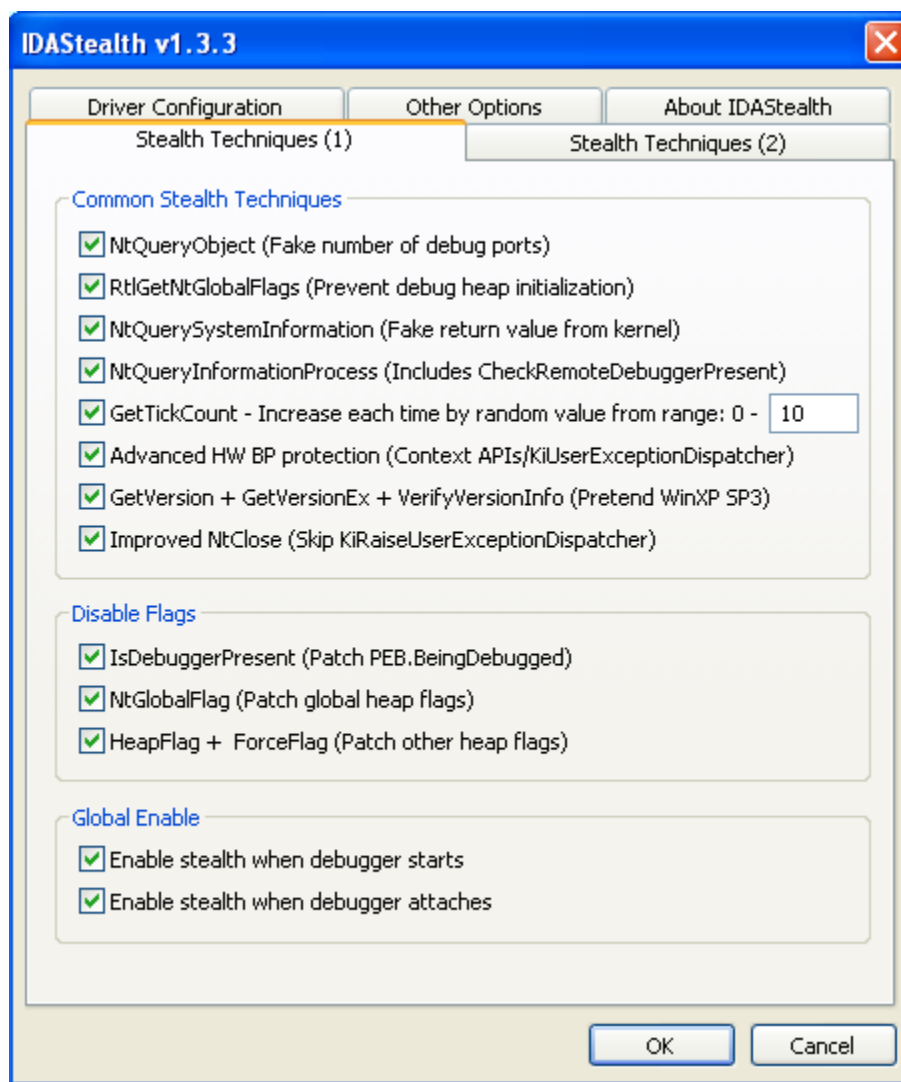 IDAStealth v1.3.3
Driver Configuration
Other Options
About IDAStealth
Stealth Techniques (1)
Stealth Techniques (2)
Common Stealth Techniques
NtQueryObject (Fake number of debug ports)
RtlGetNtGlobalFlags (Prevent debug heap initialization)
NtQuerySystemInformation (Fake return value from kernel)
NtQueryInformationProcess (Includes CheckRemoteDebuggerPresent)
GetTickCount - Increase each time by random value from range: 0 - 10
Advanced HW BP protection (Context APIs/KiUserExceptionDispatcher)
GetVersion + GetVersionEx + VerifyVersionInfo (Pretend WinXP SP3)
Improved NtClose (Skip KiRaiseUserExceptionDispatcher)
Disable Flags
IsDebuggerPresent (Patch PEB.BeingDebugged)
NtGlobalFlag (Patch global heap flags)
HeapFlag + ForceFlag (Patch other heap flags)
Global Enable
Enable stealth when debugger starts
Enable stealth when debugger attaches
OK
Cancel